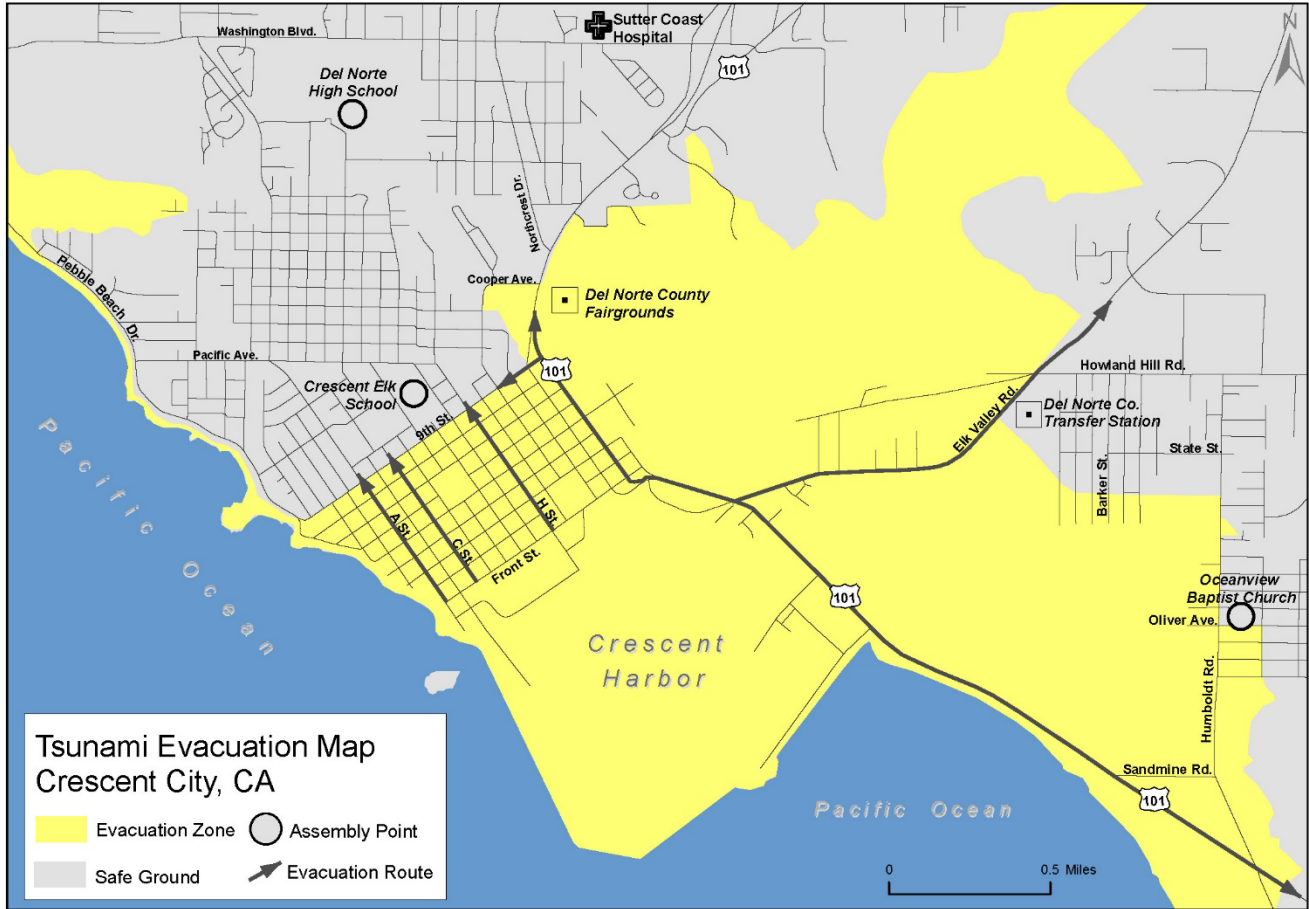 Washington Blvd.
Sutter Coast
Hospital
N
101
Del Norte
High School
Northcrest Dr.
Pebble Beach Dr.
Cooper Ave.
Del Norte County
Fairgrounds
Pacific Ave.
101
Howland Hill Rd.
Crescent Elk
School
9th St.
Del Norte Co.
Transfer Station
Elk Valley Rd.
State St.
Barker St.
Pacific Ocean
A St.
C St.
H St.
Front St.
Oceanview
Baptist Church
101
Oliver Ave.
Crescent
Harbor
Humboldt Rd.
Sandmine Rd.
101
Pacific Ocean
Tsunami Evacuation Map
Crescent City, CA
Evacuation Zone
Assembly Point
Safe Ground
Evacuation Route
0 0.5 Miles